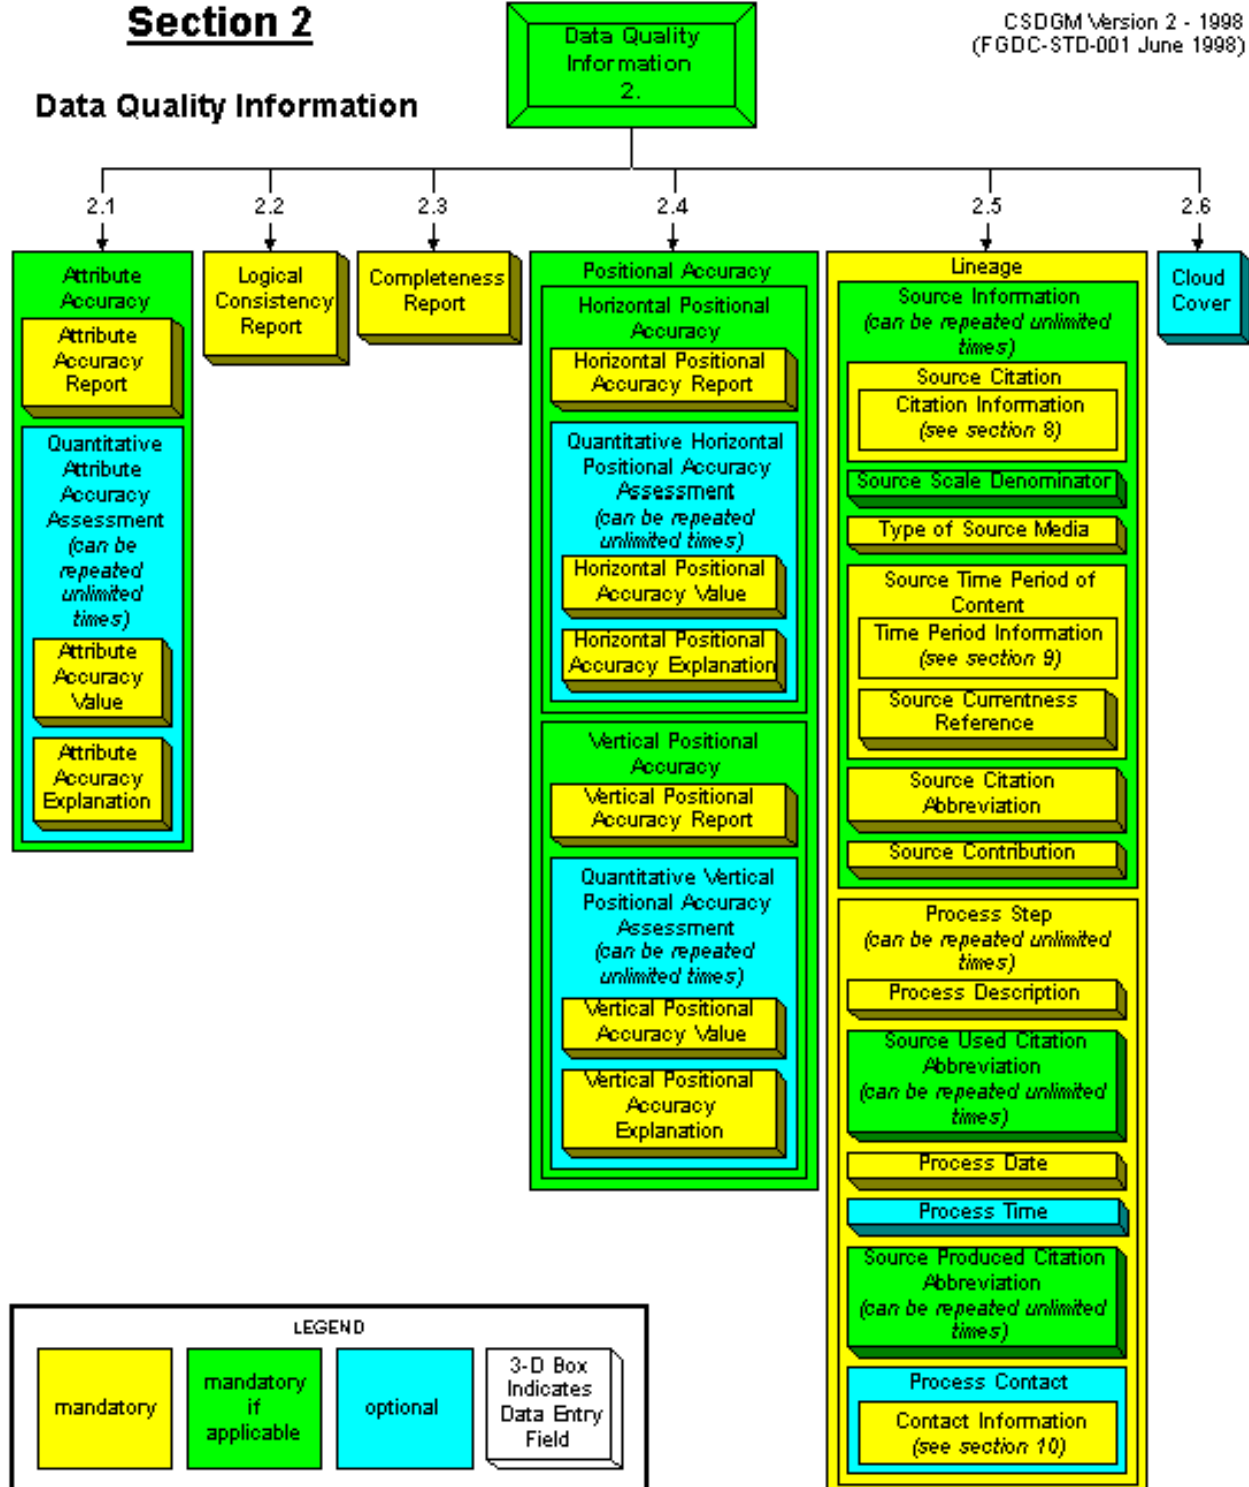 Section 2
Data Quality Information
CSDGM Version 2 - 1998
(FGDC-STD-001 June 1998)
Data Quality
Information
2.
2.1
2.2
2.3
2.4
2.5
2.6
Attribute
Accuracy
Attribute
Accuracy
Report
Quantitative
Attribute
Accuracy
Assessment
(can be
repeated
unlimited
times)
Attribute
Accuracy
Value
Attribute
Accuracy
Explanation
Logical
Consistency
Report
Completeness
Report
Positional Accuracy
Horizontal Positional
Accuracy
Horizontal Positional
Accuracy Report
Quantitative Horizontal
Positional Accuracy
Assessment
(can be repeated
unlimited times)
Horizontal Positional
Accuracy Value
Horizontal Positional
Accuracy Explanation
Vertical Positional
Accuracy
Vertical Positional
Accuracy Report
Quantitative Vertical
Positional Accuracy
Assessment
(can be repeated
unlimited times)
Vertical Positional
Accuracy Value
Vertical Positional
Accuracy
Explanation
Lineage
Source Information
(can be repeated unlimited
times)
Source Citation
Citation Information
(see section 8)
Source Scale Denominator
Type of Source Media
Source Time Period of
Content
Time Period Information
(see section 9)
Source Currentness
Reference
Source Citation
Abbreviation
Source Contribution
Process Step
(can be repeated unlimited
times)
Process Description
Source Used Citation
Abbreviation
(can be repeated unlimited
times)
Process Date
Process Time
Source Produced Citation
Abbreviation
(can be repeated unlimited
times)
Process Contact
Contact Information
(see section 10)
Cloud
Cover
LEGEND
mandatory
mandatory
if
applicable
optional
3-D Box
Indicates
Data Entry
Field